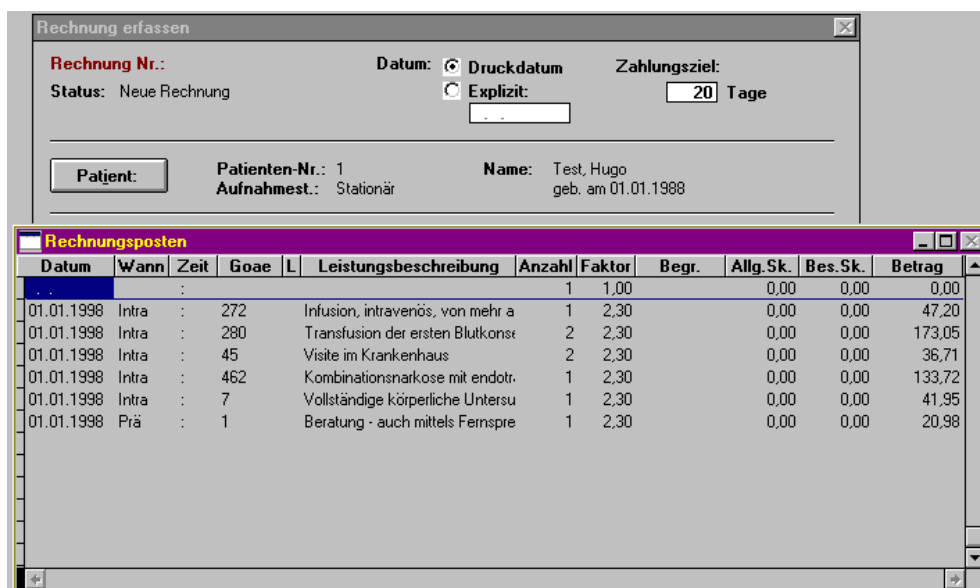 Rechnung erfassen
Rechnung Nr.: Datum: Druckdatum Zahlungsziel:
Status: Neue Rechnung Explizit: 20 Tage
. .
Patient: Patienten-Nr.: 1 Name: Test, Hugo
Aufnahmest.: Stationär geb. am 01.01.1988
Rechnungsposten
Datum Wann Zeit Goae L Leistungsbeschreibung Anzahl Faktor Begr. Allg.Sk. Bes.Sk. Betrag
. . : 1 1,00 0,00 0,00 0,00
01.01.1998 Intra : 272 Infusion, intravenös, von mehr a 1 2,30 0,00 0,00 47,20
01.01.1998 Intra : 280 Transfusion der ersten Blutkonse 2 2,30 0,00 0,00 173,05
01.01.1998 Intra : 45 Visite im Krankenhaus 2 2,30 0,00 0,00 36,71
01.01.1998 Intra : 462 Kombinationsnarkose mit endotr 1 2,30 0,00 0,00 133,72
01.01.1998 Intra : 7 Vollständige körperliche Untersu 1 2,30 0,00 0,00 41,95
01.01.1998 Prä : 1 Beratung - auch mittels Fernspre 1 2,30 0,00 0,00 20,98